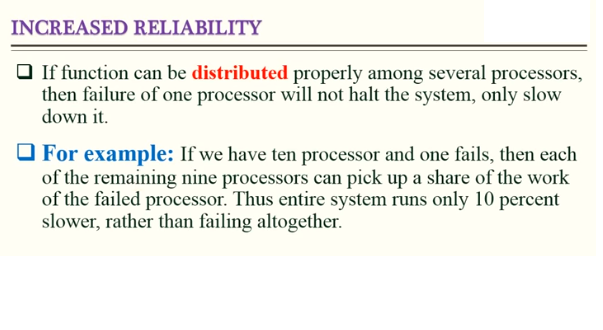 INCREASED RELIABILITY
If function can be distributed properly among several processors,
then failure of one processor will not halt the system, only slow
down it.
For example: If we have ten processor and one fails, then each
of the remaining nine processors can pick up a share of the work
of the failed processor. Thus entire system runs only 10 percent
slower, rather than failing altogether.